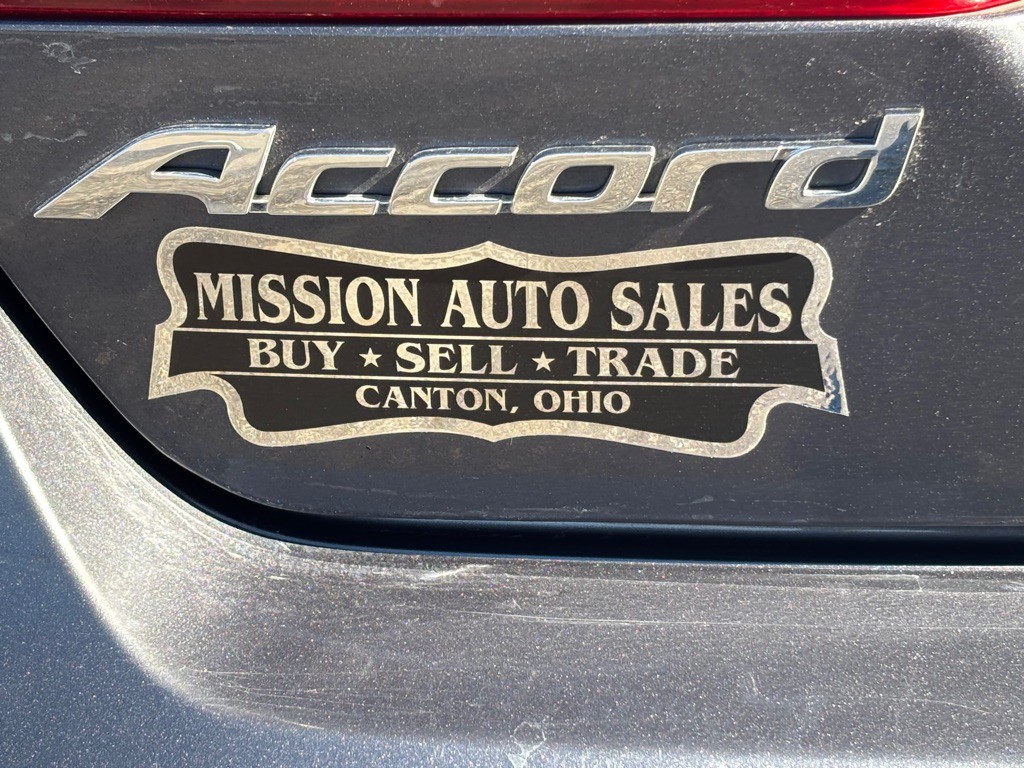 Accord
MISSION AUTO SALES
BUY ★ SELL ★ TRADE
CANTON, OHIO